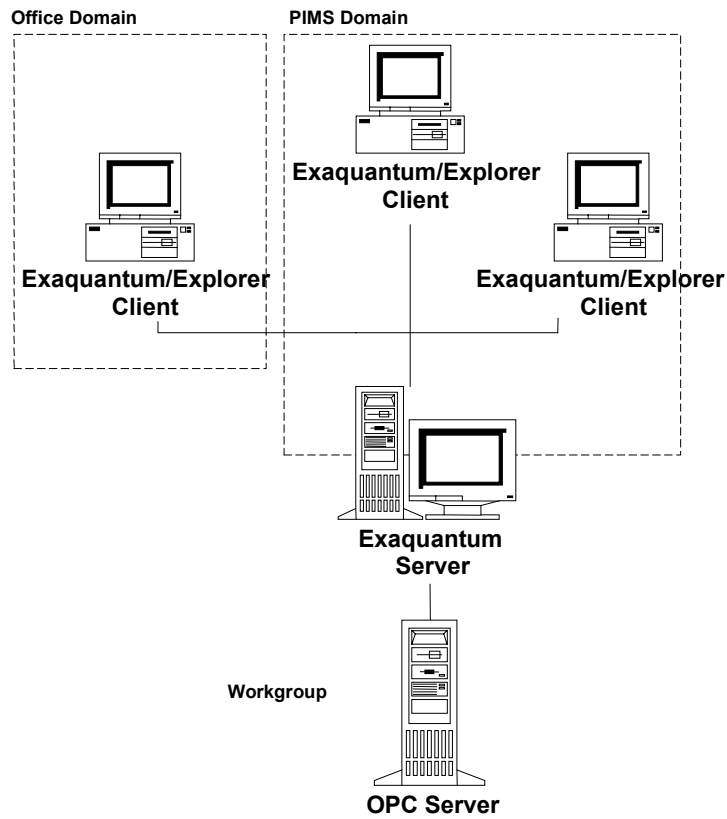 Office Domain
PIMS Domain
Exaquantum/Explorer
Client
Exaquantum/Explorer
Client
Exaquantum/Explorer
Client
Exaquantum
Server
Workgroup
OPC Server